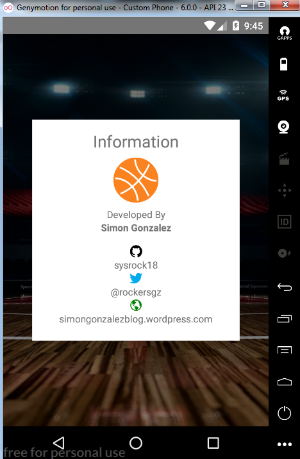 Genymotion for personal use - Custom Phone - 6.0.0 - API 23 ...
9:45
GAPPS
GPS
ID
Information
Developed By
Simon Gonzalez
sysrock18
@rockersgz
simongonzalezblog.wordpress.com
free for personal use